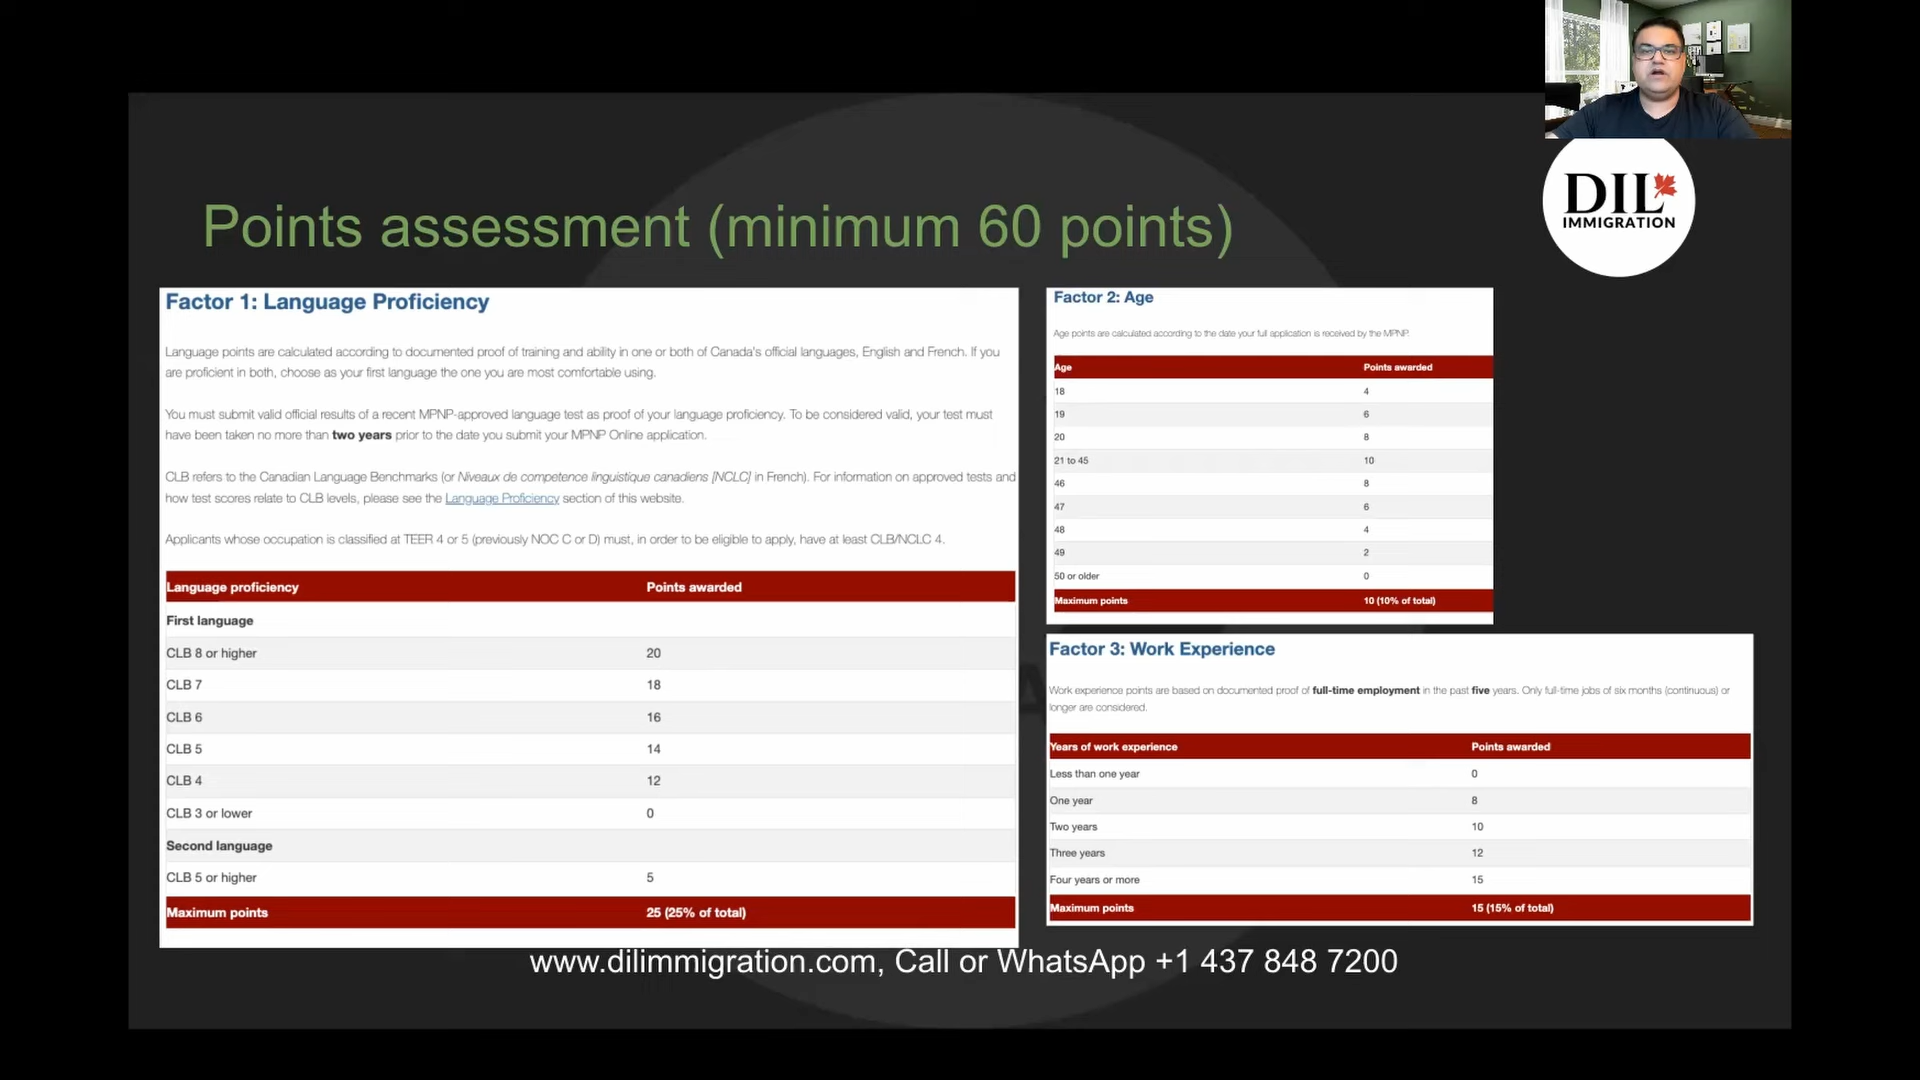 DIL
IMMIGRATION
Points assessment (minimum 60 points)
Factor 1: Language Proficiency
Language points are calculated according to documented proof of training and ability in one or both of Canada's official languages, English and French. If you
are proficient in both, choose as your first language the one you are most comfortable using.
You must submit valid official results of a recent MPNP-approved language test as proof of your language proficiency. To be considered valid, your test must
have been taken no more than two years prior to the date you submit your MPNP Online application.
CLB refers to the Canadian Language Benchmarks (or Niveaux de competence linguistique canadiens [NCLC] in French). For information on approved tests and
how test scores relate to CLB levels, please see the Language Proficiency section of this website.
Applicants whose occupation is classified at TEER 4 or 5 (previously NOC C or D) must, in order to be eligible to apply, have at least CLB/NCLC 4.
Language proficiency Points awarded
First language
CLB 8 or higher 20
CLB 7 18
CLB 6 16
CLB 5 14
CLB 4 12
CLB 3 or lower 0
Second language
CLB 5 or higher 5
Maximum points 25 (25% of total)
Factor 2: Age
Age points are calculated according to the date your full application is received by the MPNP.
Age Points awarded
18 4
19 6
20 8
21 to 45 10
46 8
47 6
48 4
49 2
50 or older 0
Maximum points 10 (10% of total)
Factor 3: Work Experience
Work experience points are based on documented proof of full-time employment in the past five years. Only full-time jobs of six months (continuous) or
longer are considered.
Years of work experience Points awarded
Less than one year 0
One year 8
Two years 10
Three years 12
Four years or more 15
Maximum points 15 (15% of total)
www.dilimmigration.com, Call or WhatsApp +1 437 848 7200